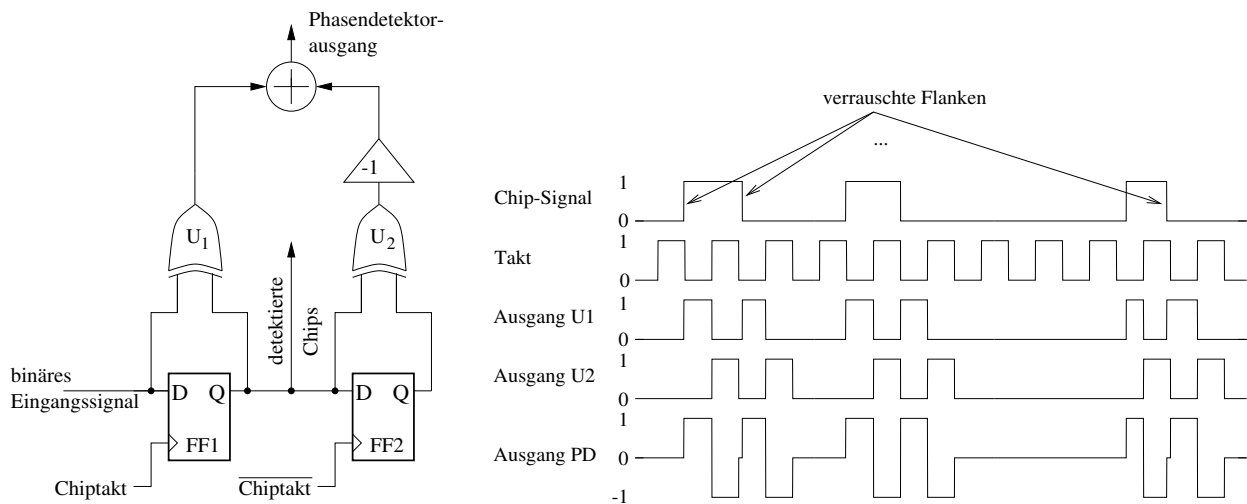 Phasendetektor-
ausgang
-1
U1
U2
detektierte
Chips
binäres
Eingangssignal
D Q
FF1
D Q
FF2
Chiptakt
Chiptakt
verrauschte Flanken
...
Chip-Signal
1
0
Takt
1
0
Ausgang U1
1
0
Ausgang U2
1
0
Ausgang PD
1
0
-1